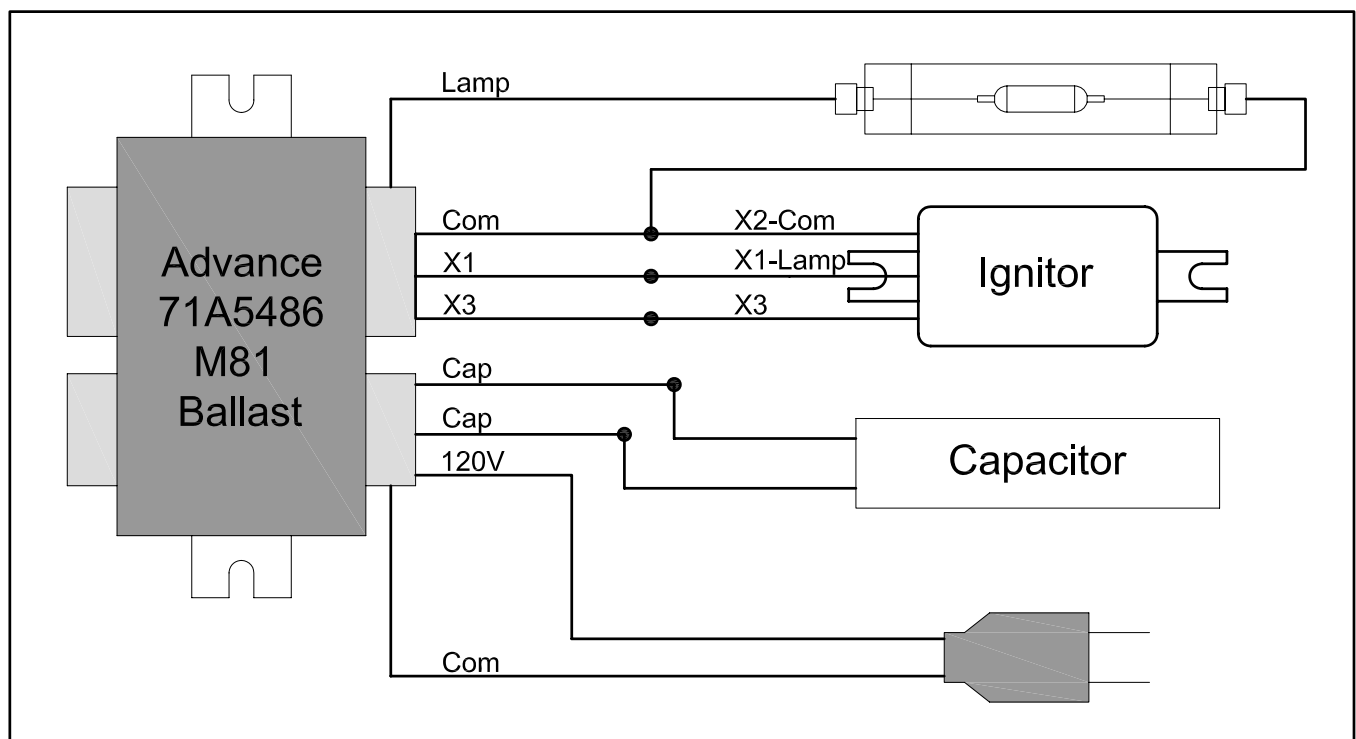 Lamp
Com
X2-Com
X1
X1-Lamp
X3
X3
Advance
71A5486
M81
Ballast
Ignitor
Cap
Cap
120V
Capacitor
Com